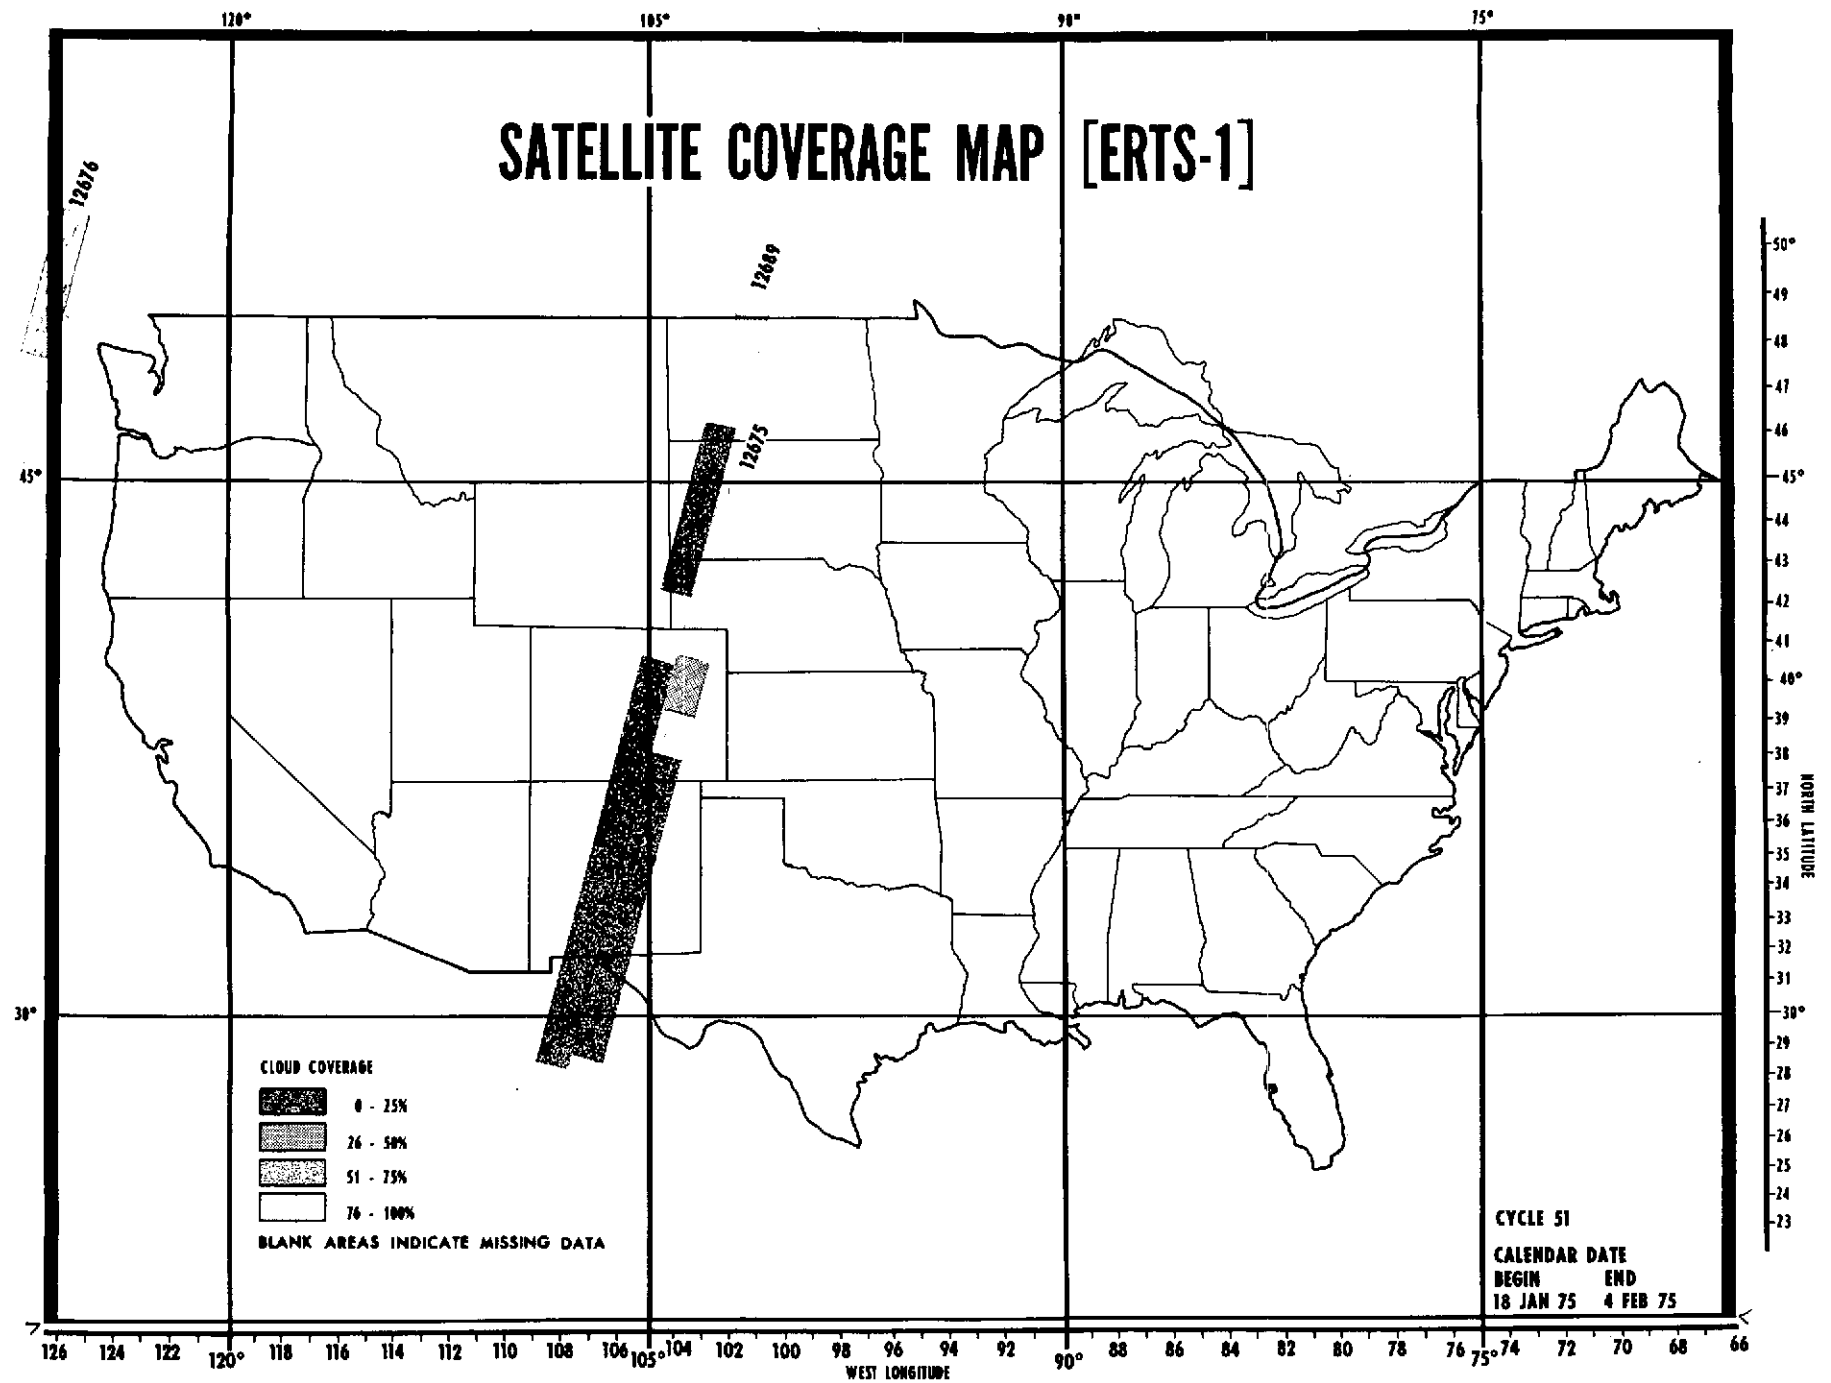 120° 105° 90° 75°
SATELLITE COVERAGE MAP [ERTS-1]
12676
12689
12675
50°
49
48
47
46
45° 45°
44
43
42
41
40°
39
38
37
36
35
34
33
32
31
30° 30°
29
28
27
26
25
24
23
NORTH LATITUDE
CLOUD COVERAGE
0 - 25%
26 - 50%
51 - 75%
76 - 100%
BLANK AREAS INDICATE MISSING DATA
CYCLE 51
CALENDAR DATE
BEGIN END
18 JAN 75 4 FEB 75
126 124 122 120° 118 116 114 112 110 108 106 105° 104 102 100 98 96 94 92 90° 88 86 84 82 80 78 76 75° 74 72 70 68 66
WEST LONGITUDE